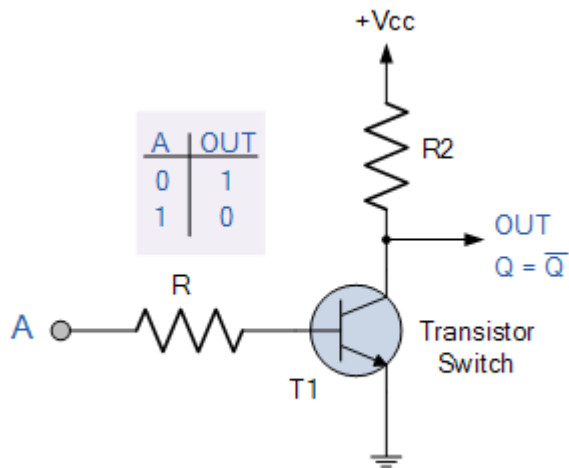 +Vcc
A OUT
0 1
1 0
R2
OUT
Q = Q̅
R
A
T1
Transistor
Switch